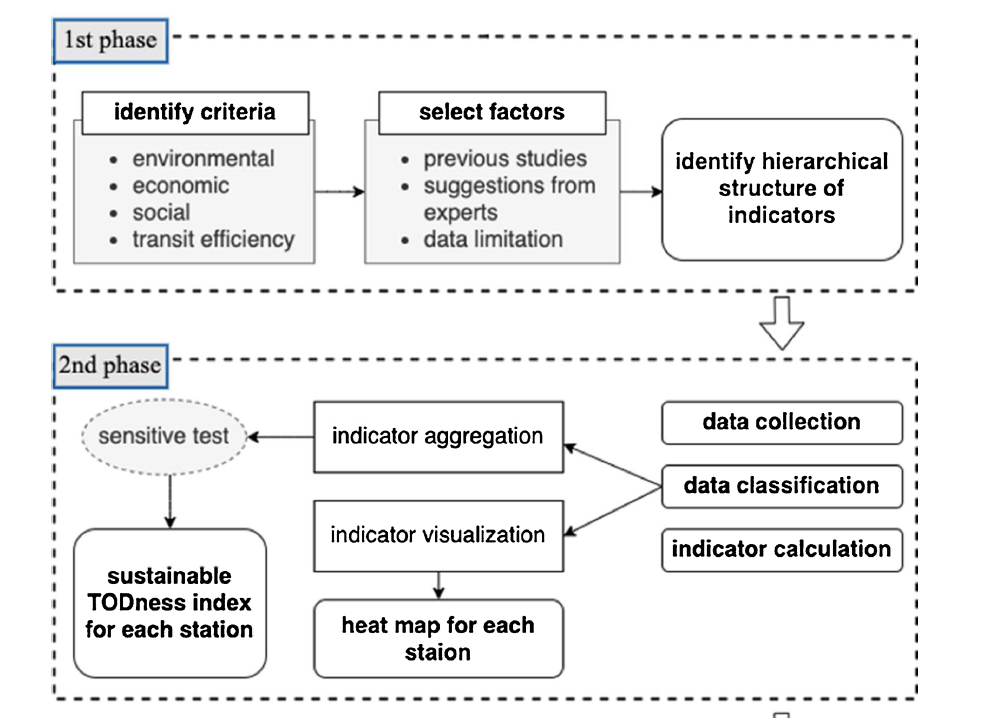 1st phase
identify criteria
• environmental
• economic
• social
• transit efficiency
select factors
• previous studies
• suggestions from
experts
• data limitation
identify hierarchical
structure of
indicators
2nd phase
sensitive test
indicator aggregation
data collection
data classification
indicator visualization
indicator calculation
sustainable
TODness index
for each station
heat map for each
staion